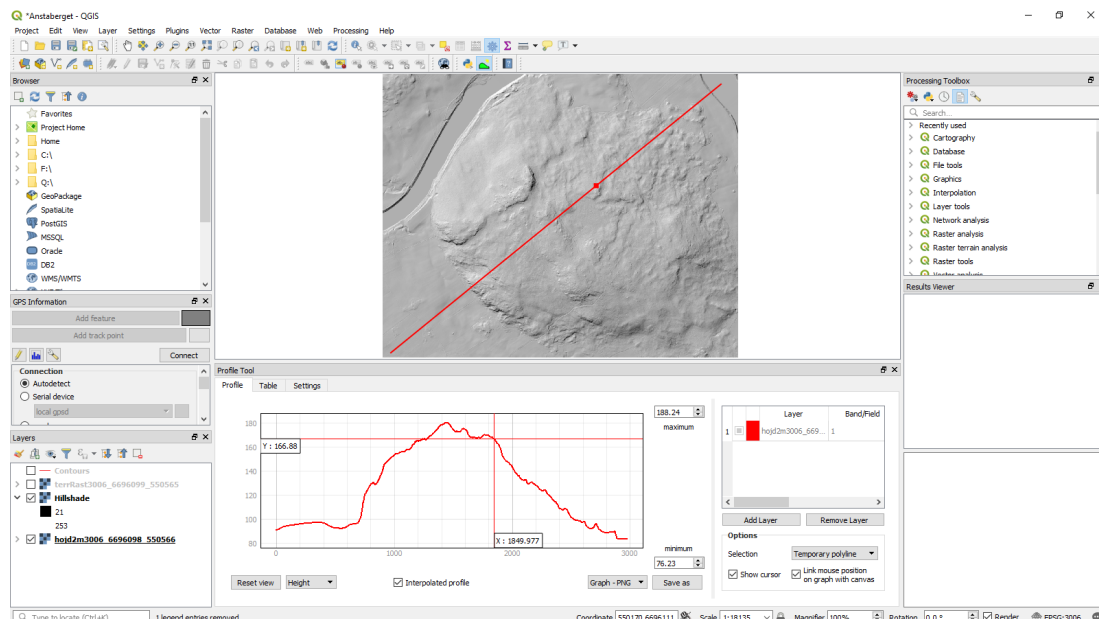 *Anstaberget - QGIS
Project Edit View Layer Settings Plugins Vector Raster Database Web Processing Help
Browser
Favorites
Project Home
Home
C:\
F:\
Q:\
GeoPackage
SpatiaLite
PostGIS
MSSQL
Oracle
DB2
WMS/WMTS
GPS Information
Add feature
Add track point
Connect
Connection
Autodetect
Serial device
local gpsd
Layers
Contours
terrRast3006_6696099_550565
Hillshade
21
253
hojd2m3006_6696098_550566
Profile Tool
Profile Table Settings
180
160
140
120
100
80
Y : 166.88
X : 1849.977
0 1000 2000 3000
188.24
maximum
minimum
76.23
Reset view Height Interpolated profile Graph - PNG Save as
Layer Band/Field
1 hojd2m3006_669... 1
Add Layer Remove Layer
Options
Selection Temporary polyline
Show cursor Link mouse position on graph with canvas
Processing Toolbox
Search...
Recently used
Cartography
Database
File tools
Graphics
Interpolation
Layer tools
Network analysis
Raster analysis
Raster terrain analysis
Raster tools
Vector analysis
Results Viewer
Type to locate (Ctrl+K) 1 legend entries removed. Coordinate 550170,6696111 Scale 1:18135 Magnifier 100% Rotation 0,0 ° Render EPSG:3006